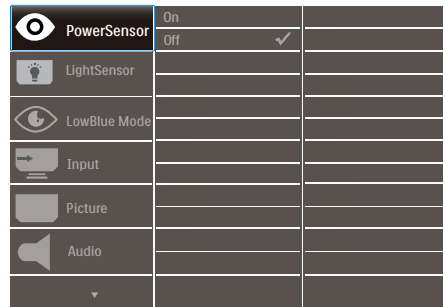 PowerSensor
On
Off
LightSensor
LowBlue Mode
Input
Picture
Audio